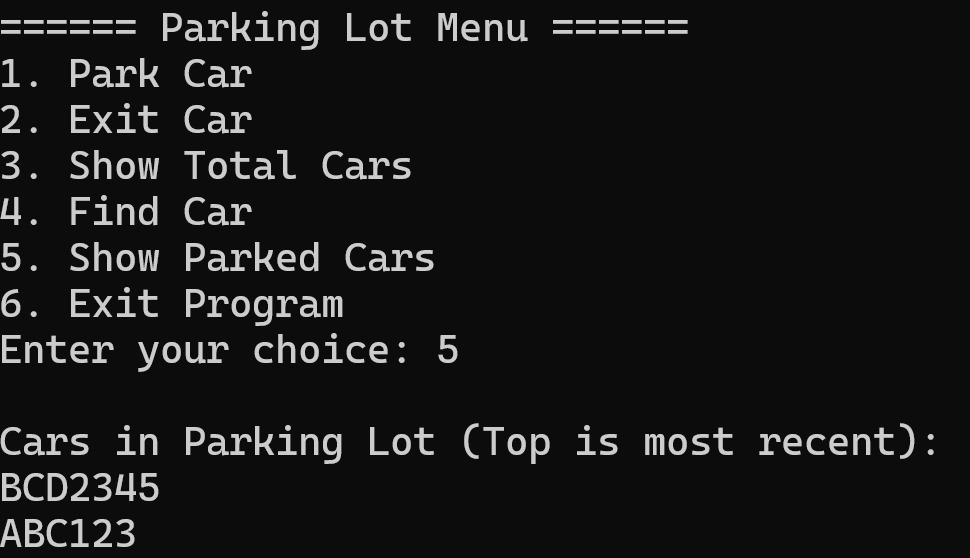 ====== Parking Lot Menu ======
1. Park Car
2. Exit Car
3. Show Total Cars
4. Find Car
5. Show Parked Cars
6. Exit Program
Enter your choice: 5

Cars in Parking Lot (Top is most recent):
BCD2345
ABC123